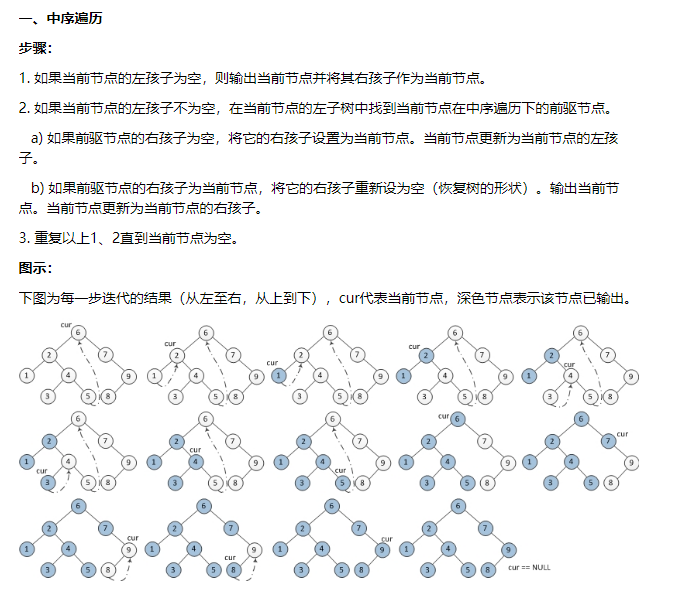 一、中序遍历
步骤：
1. 如果当前节点的左孩子为空，则输出当前节点并将其右孩子作为当前节点。
2. 如果当前节点的左孩子不为空，在当前节点的左子树中找到当前节点在中序遍历下的前驱节点。
a) 如果前驱节点的右孩子为空，将它的右孩子设置为当前节点。当前节点更新为当前节点的左孩
子。
b) 如果前驱节点的右孩子为当前节点，将它的右孩子重新设为空（恢复树的形状）。输出当前节
点。当前节点更新为当前节点的右孩子。
3. 重复以上1、2直到当前节点为空。
图示：
下图为每一步迭代的结果（从左至右，从上到下），cur代表当前节点，深色节点表示该节点已输出。
cur
6
2 7
1 4 9
3 5 8
6
cur
2 7
1 4 9
3 5 8
6
2 7
cur
1 4 9
3 5 8
6
cur
2 7
1 4 9
3 5 8
6
2 7
cur
1 4 9
3 5 8
6
2 7
1 4 9
cur
3 5 8
6
2 7
cur
1 4 9
3 5 8
6
2 7
1 4 9
cur
3 5 8
cur 6
2 7
1 4 9
3 5 8
6
2 7 cur
1 4 9
3 5 8
6
2 7
cur
1 4 9
3 5 8
6
2 7
1 4 9
cur
3 5 8
6
2 7
cur
1 4 9
3 5 8
6
2 7
1 4 9
3 5 8
cur == NULL